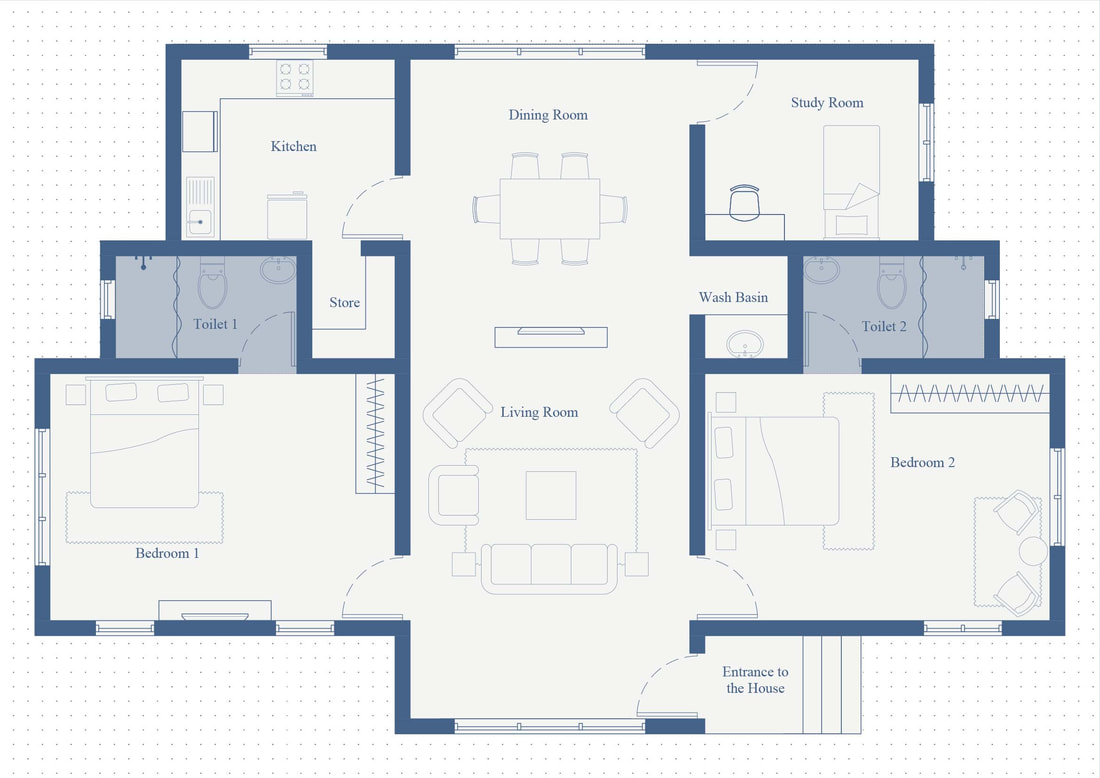 Study Room
Dining Room
Kitchen
Wash Basin
Store
Toilet 1
Toilet 2
Living Room
Bedroom 2
Bedroom 1
Entrance to
the House